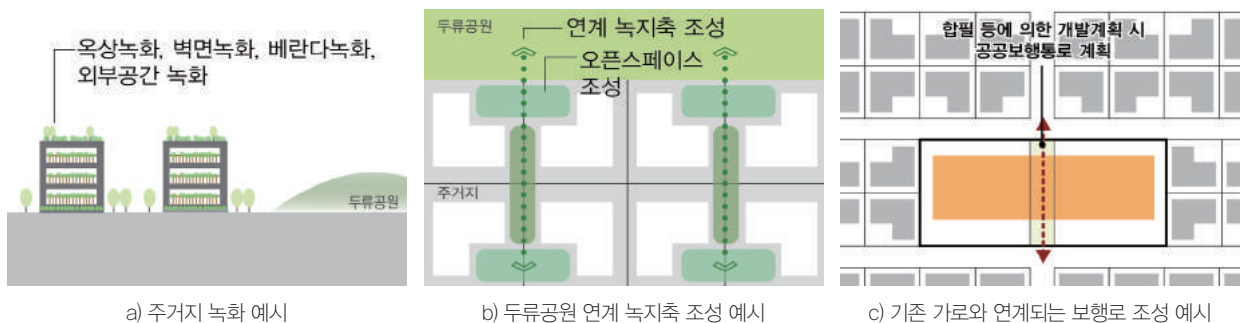 옥상녹화, 벽면녹화, 베란다녹화,
외부공간 녹화
두류공원
a) 주거지 녹화 예시
두류공원
연계 녹지축 조성
오픈스페이스
조성
주거지
b) 두류공원 연계 녹지축 조성 예시
합필 등에 의한 개발계획 시
공공보행통로 계획
c) 기존 가로와 연계되는 보행로 조성 예시